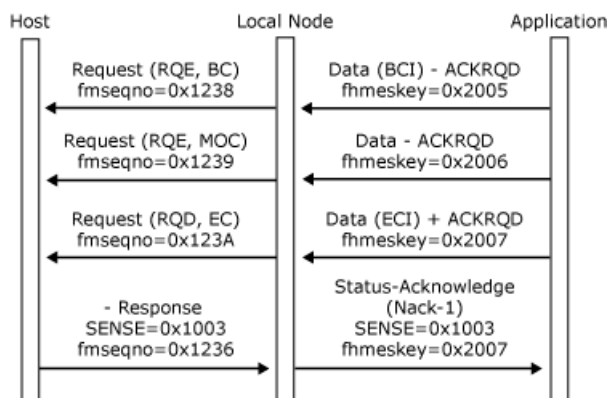 Host
Local Node
Application
Request (RQE, BC)
fmseqno=0x1238
Data (BCI) - ACKRQD
fhmeskey=0x2005
Request (RQE, MOC)
fmseqno=0x1239
Data - ACKRQD
fhmeskey=0x2006
Request (RQD, EC)
fmseqno=0x123A
Data (ECI) + ACKRQD
fhmeskey=0x2007
- Response
SENSE=0x1003
fmseqno=0x1236
Status-Acknowledge
(Nack-1)
SENSE=0x1003
fhmeskey=0x2007